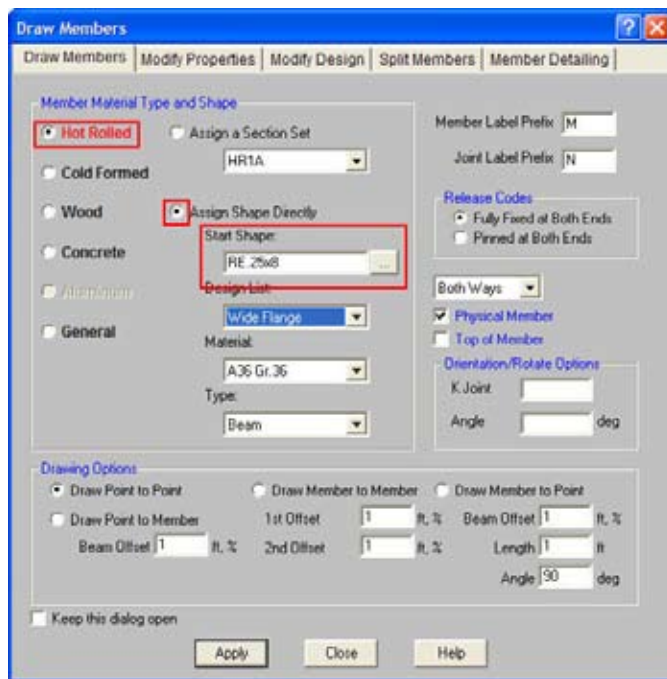 Draw Members
Draw Members Modify Properties Modify Design Split Members Member Detailing
Member Material Type and Shape
Hot Rolled
Cold Formed
Wood
Concrete
Aluminum
General
Assign a Section Set
HR1A
Assign Shape Directly
Start Shape:
RE.25x8 ...
Design List:
Wide Flange
Material:
A36 Gr.36
Type:
Beam
Member Label Prefix M
Joint Label Prefix N
Release Codes
Fully Fixed at Both Ends
Pinned at Both Ends
Both Ways
Physical Member
Top of Member
Orientation/Rotate Options
K Joint
Angle deg
Drawing Options
Draw Point to Point
Draw Point to Member
Beam Offset 1 ft, %
Draw Member to Member
1st Offset 1 ft, %
2nd Offset 1 ft, %
Draw Member to Point
Beam Offset 1 ft, %
Length 1 ft
Angle 90 deg
Keep this dialog open
Apply Close Help